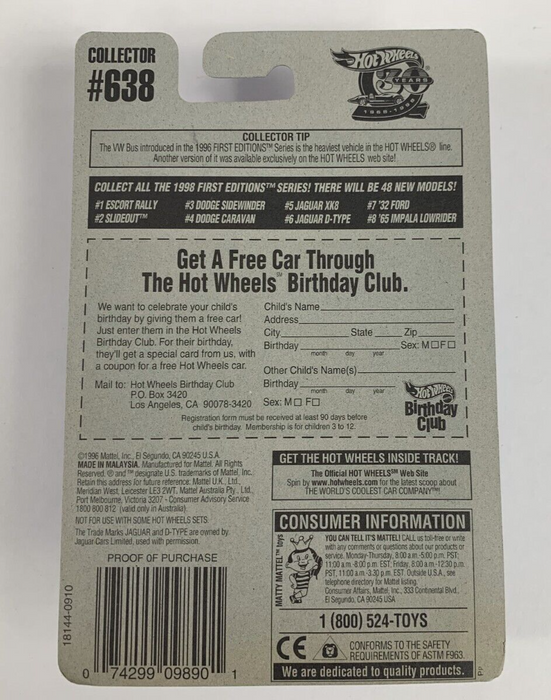 COLLECTOR
#638
HOT WHEELS
30
YEARS
1968-1998
COLLECTOR TIP
The VW Bus introduced in the 1996 FIRST EDITIONS™ Series is the heaviest vehicle in the HOT WHEELS® line.
Another version of it was available exclusively on the HOT WHEELS web site!
COLLECT ALL THE 1998 FIRST EDITIONS™ SERIES! THERE WILL BE 48 NEW MODELS!
#1 ESCORT RALLY #3 DODGE SIDEWINDER #5 JAGUAR XK8 #7 '32 FORD
#2 SLIDEOUT™ #4 DODGE CARAVAN #6 JAGUAR D-TYPE #8 '65 IMPALA LOWRIDER
Get A Free Car Through
The Hot Wheels℠ Birthday Club.
We want to celebrate your child's
birthday by giving them a free car!
Just enter them in the Hot Wheels
Birthday Club. For their birthday,
they'll get a special card from us, with
a coupon for a free Hot Wheels car.
Mail to: Hot Wheels Birthday Club
P.O. Box 3420
Los Angeles, CA 90078-3420
Child's Name
Address
City State Zip
Birthday Sex: M☐ F☐
month day year
Other Child's Name(s)
Birthday
month day year
Sex: M☐ F☐
Hot Wheels
Birthday
Club
Registration form must be received at least 90 days before
child's birthday. Membership is for children 3 to 12.
©1996 Mattel, Inc., El Segundo, CA 90245 U.S.A.
MADE IN MALAYSIA. Manufactured for Mattel. All Rights
Reserved. ® and ™ designate U.S. trademarks of Mattel, Inc.
Retain this address for future reference: Mattel U.K., Ltd.,
Meridian West, Leicester LE3 2WT. Mattel Australia Pty., Ltd.,
Port Melbourne, Victoria 3207 - Consumer Advisory Service
1800 800 812 (valid only in Australia).
NOT FOR USE WITH SOME HOT WHEELS SETS
The Trade Marks JAGUAR and D-TYPE are owned by
Jaguar Cars Limited, used with permission.
PROOF OF PURCHASE
18144-0910
0 74299 09890 1
GET THE HOT WHEELS INSIDE TRACK!
The Official HOT WHEELS℠ Web Site
Spin by www.hotwheels.com for the latest scoop about
THE WORLD'S COOLEST CAR COMPANY™!
CONSUMER INFORMATION
MATTY MATTEL™ toys
YOU CAN TELL IT'S MATTEL! CALL us toll-free or write
with any comments or questions about our products or
service. Monday-Thursday, 8:00 a.m.-5:00 p.m. PST;
11:00 a.m.-8:00 p.m. EST. Friday, 8:00 a.m.-12:30 p.m.
PST, 11:00 a.m.-3:30 p.m. EST. Outside U.S.A., see
telephone directory for Mattel listing.
Consumer Affairs, Mattel, Inc., 333 Continental Blvd.,
El Segundo, CA 90245 USA
1 (800) 524-TOYS
CE
CONFORMS TO THE SAFETY
REQUIREMENTS OF ASTM F963.
We are dedicated to quality products.